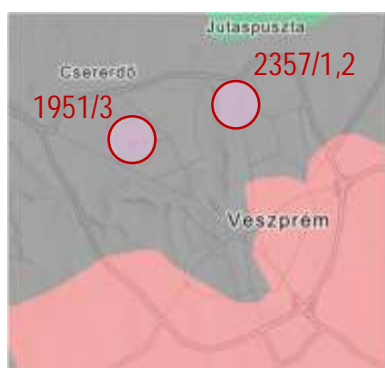 Jutaspuszta
2357/1,2
Csererdő
1951/3
Veszprém